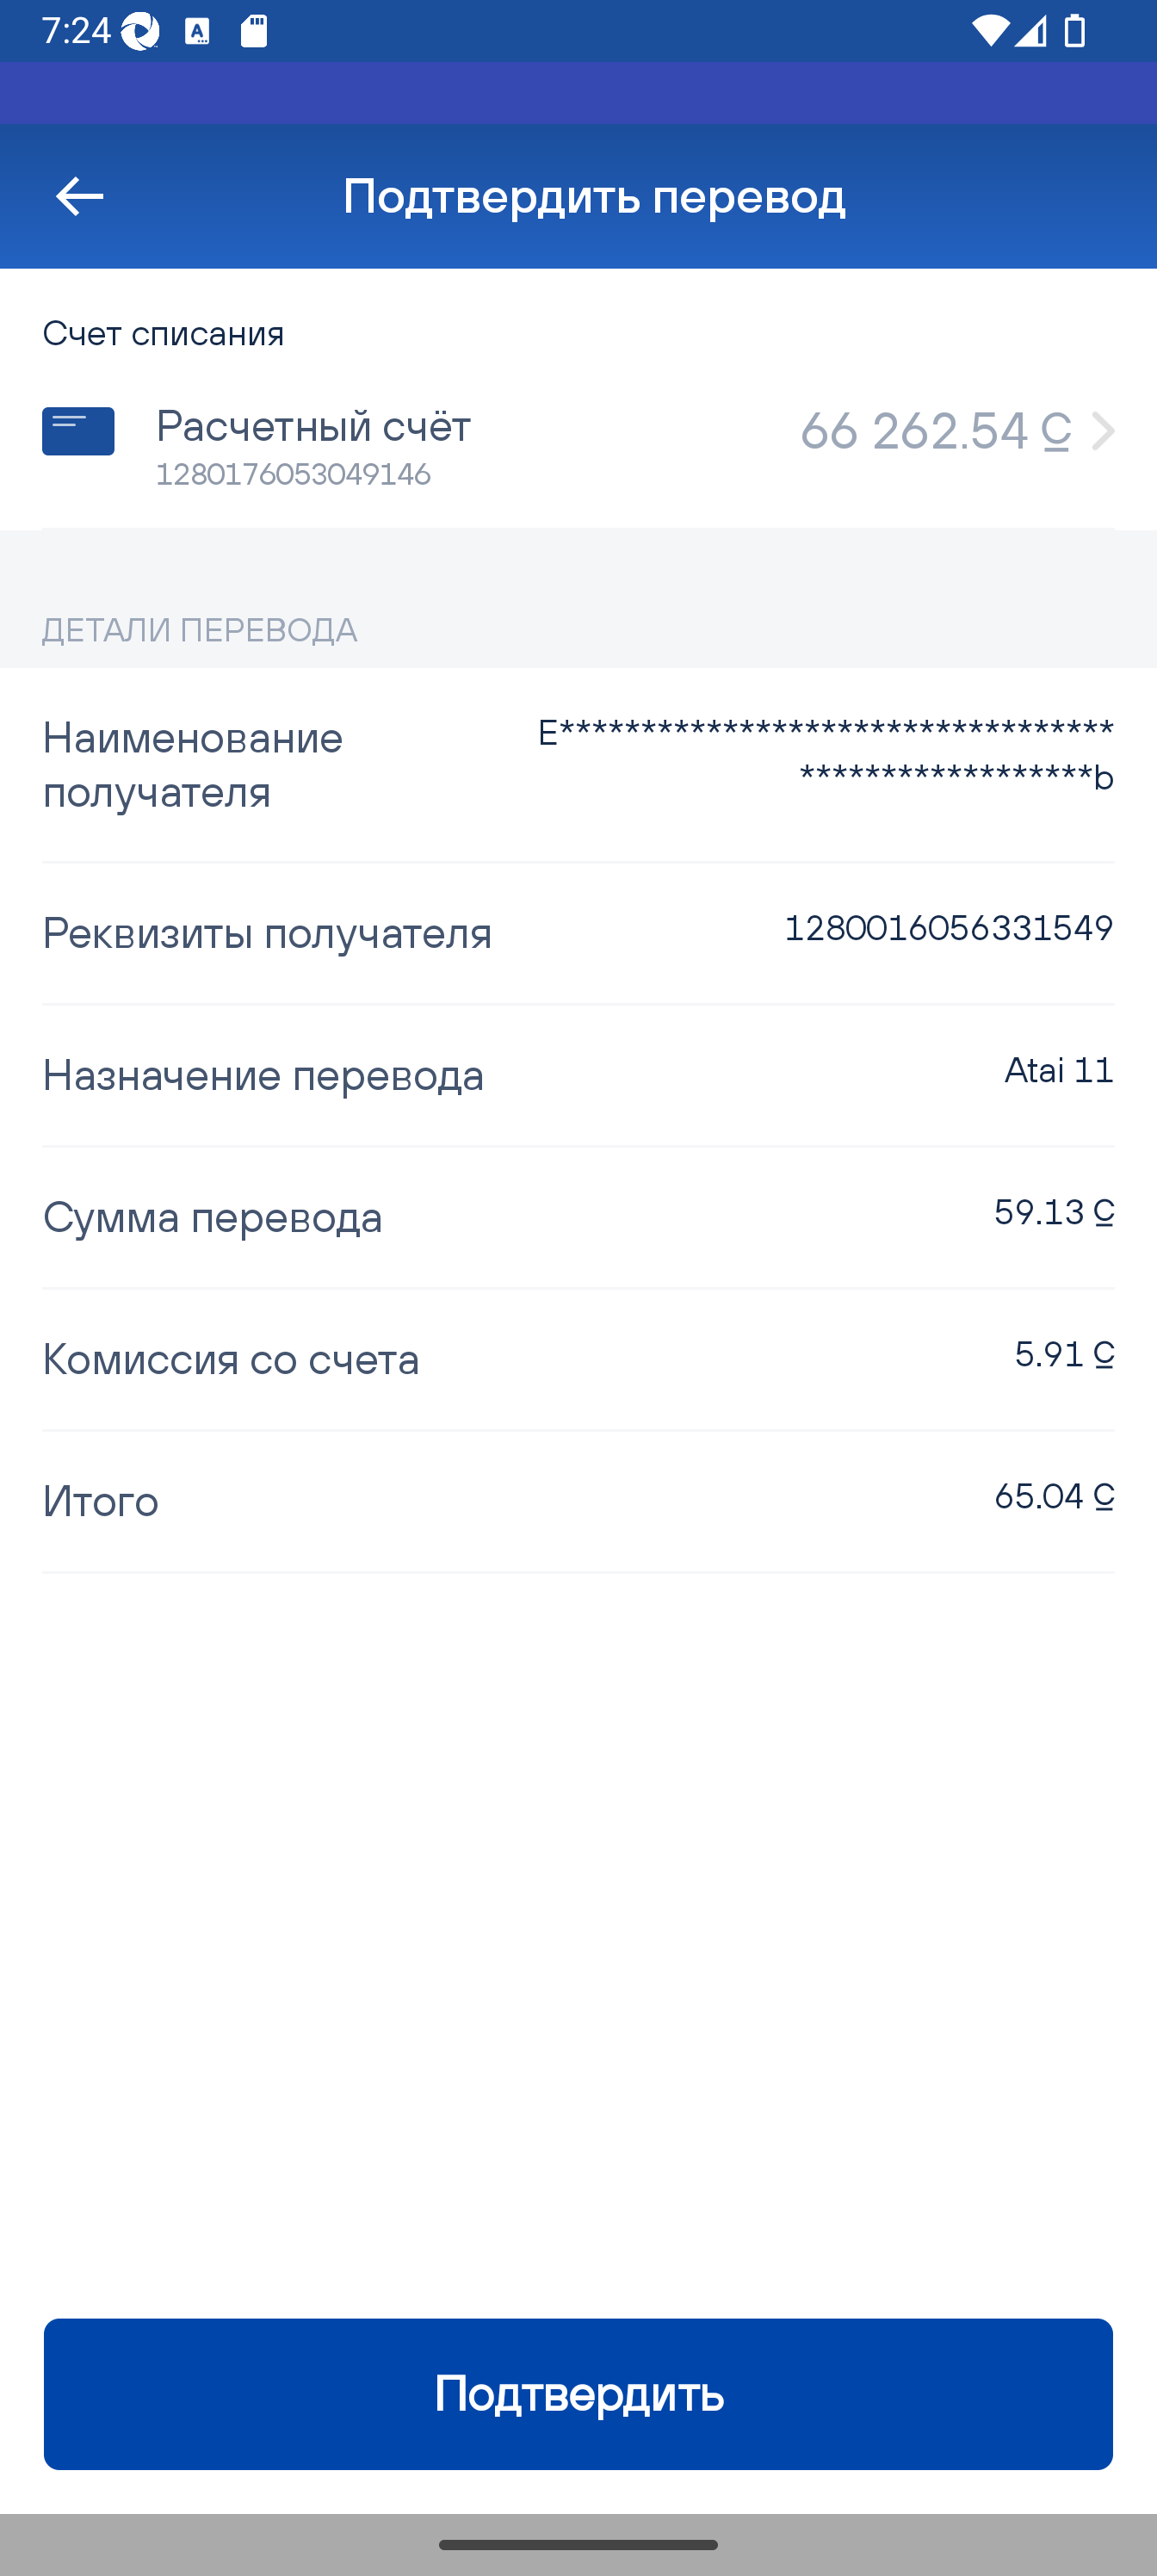 7:24
Подтвердить перевод
Счет списания
Расчетный счёт
66 262.54 С
1280176053049146
ДЕТАЛИ ПЕРЕВОДА
Наименование
получателя
E**********************************
******************b
Реквизиты получателя
1280016056331549
Назначение перевода
Atai 11
Сумма перевода
59.13 С
Комиссия со счета
5.91 С
Итого
65.04 С
Подтвердить